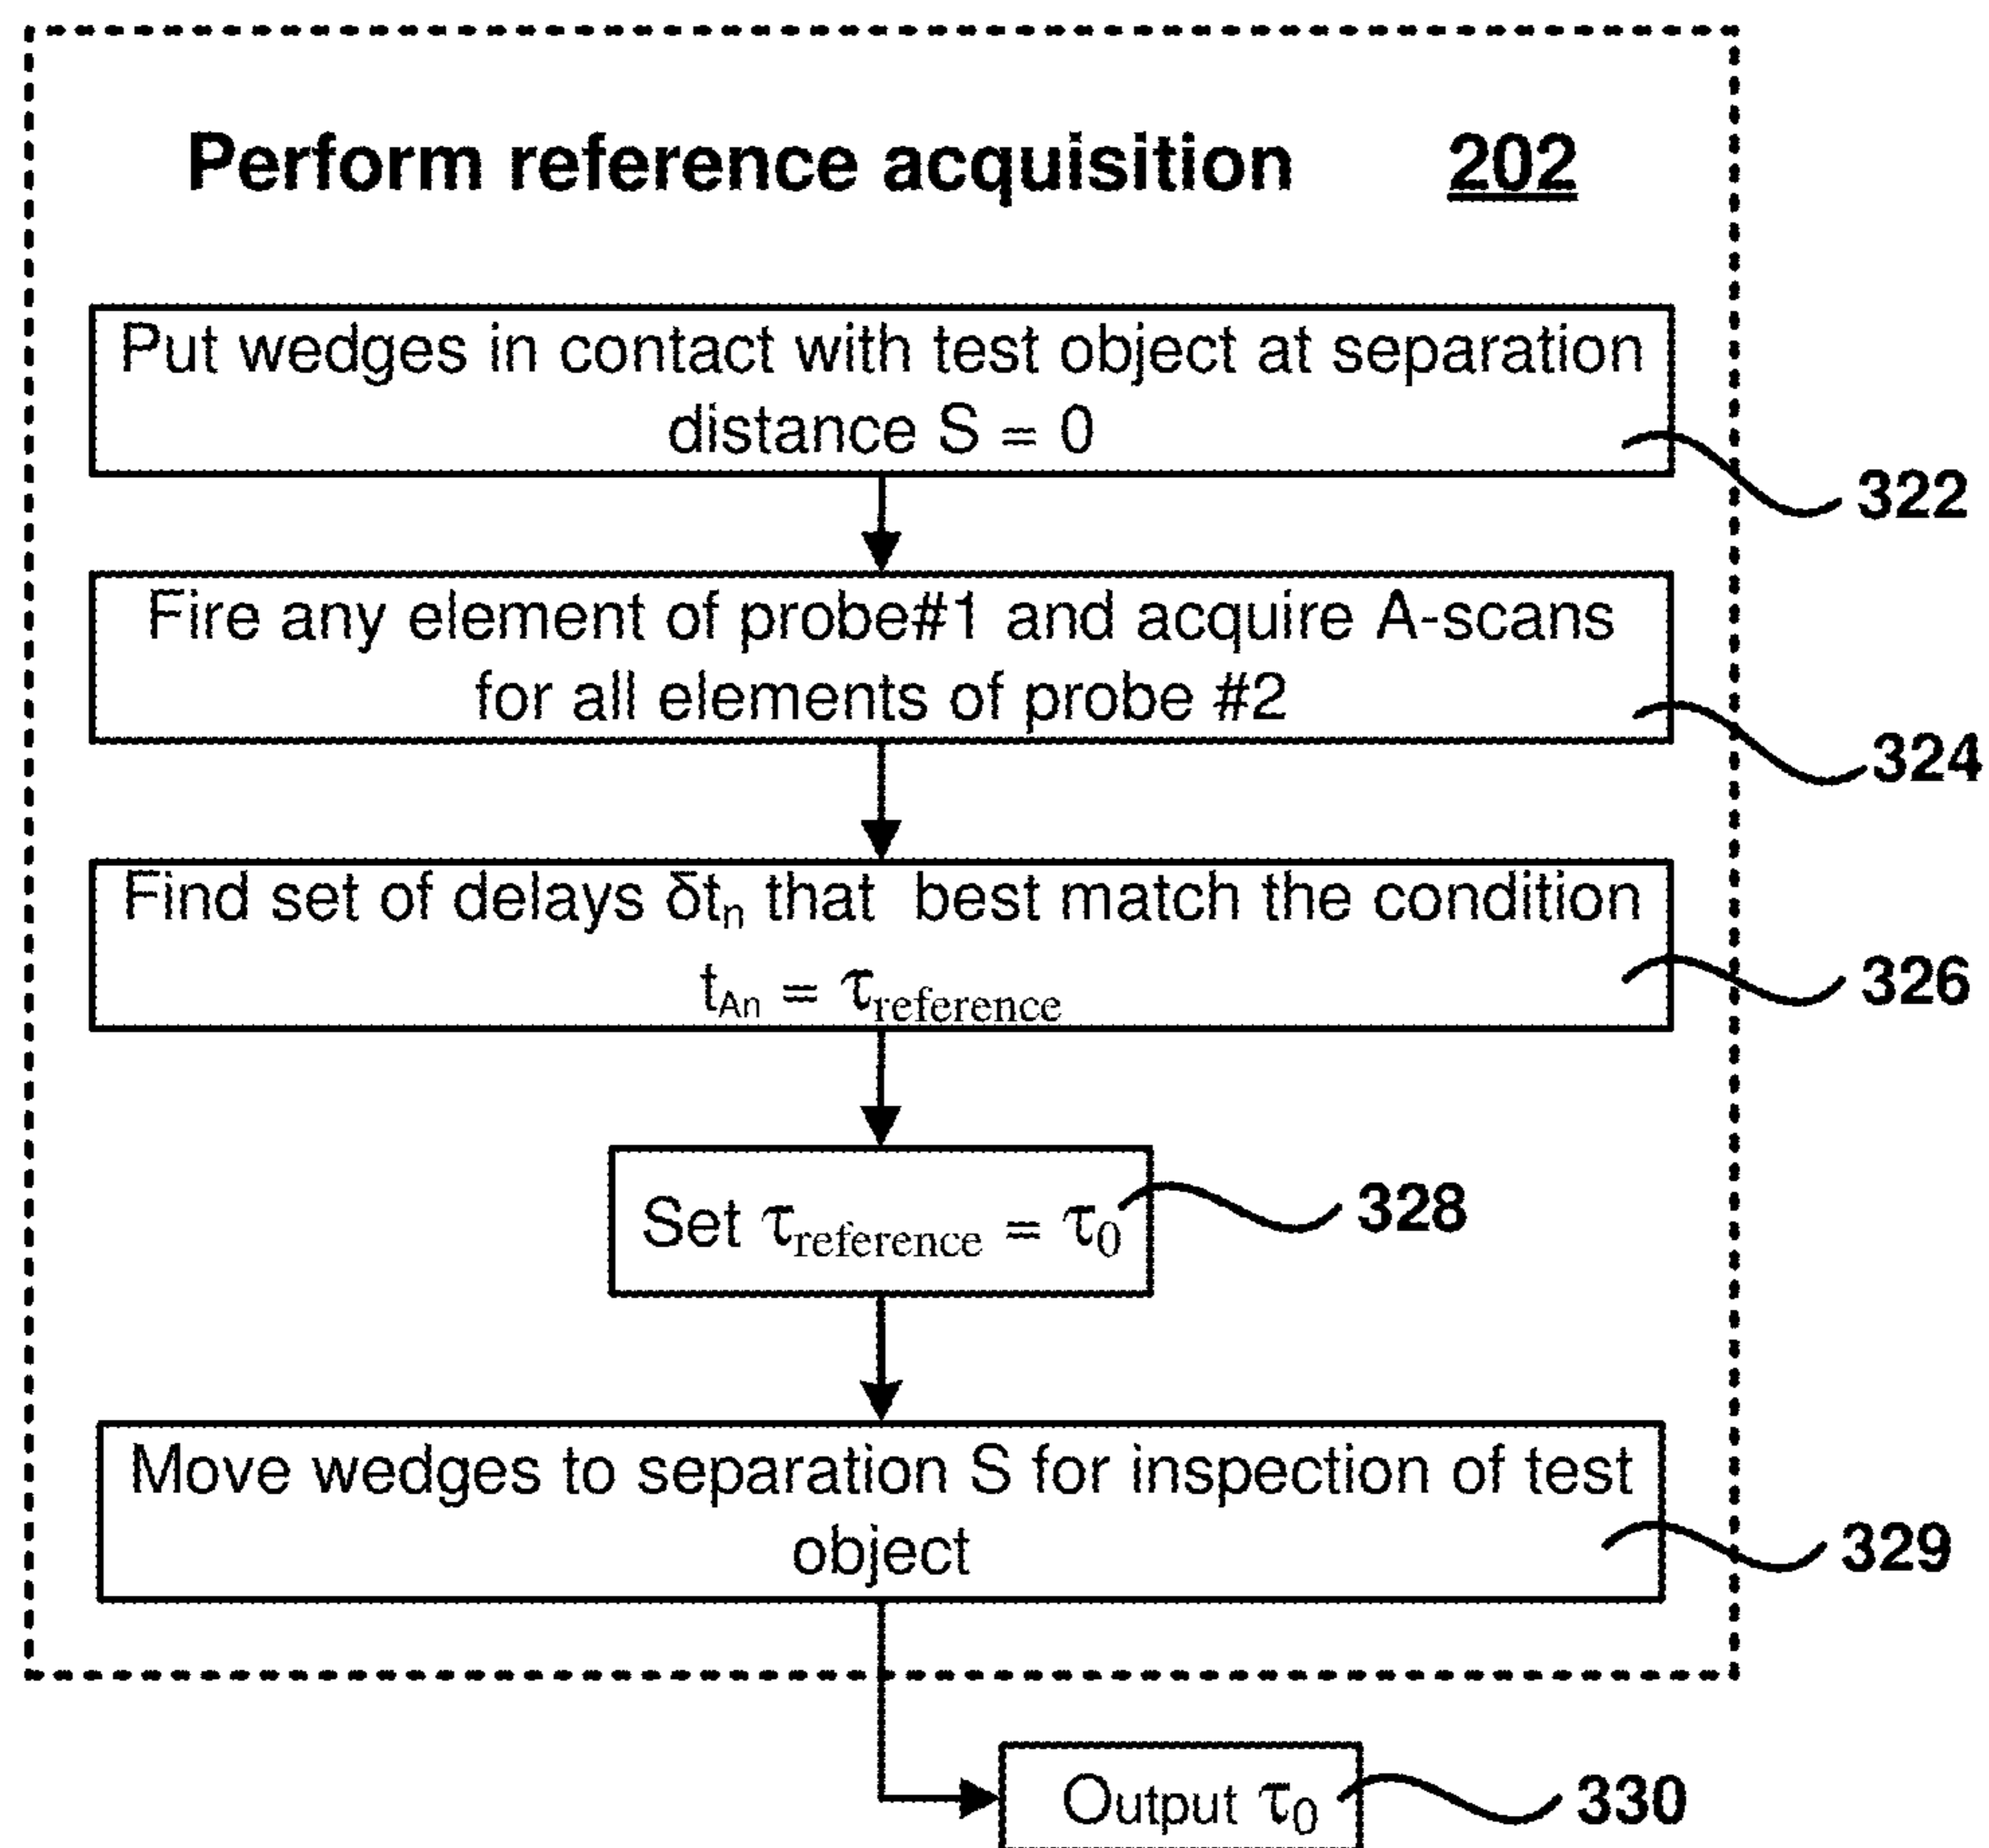 Perform reference acquisition 202
Put wedges in contact with test object at separation
distance S = 0
322
Fire any element of probe#1 and acquire A-scans
for all elements of probe #2
324
Find set of delays δtₙ that best match the condition
t_An = τ_reference
326
Set τ_reference = τ₀
328
Move wedges to separation S for inspection of test
object
329
Output τ₀
330